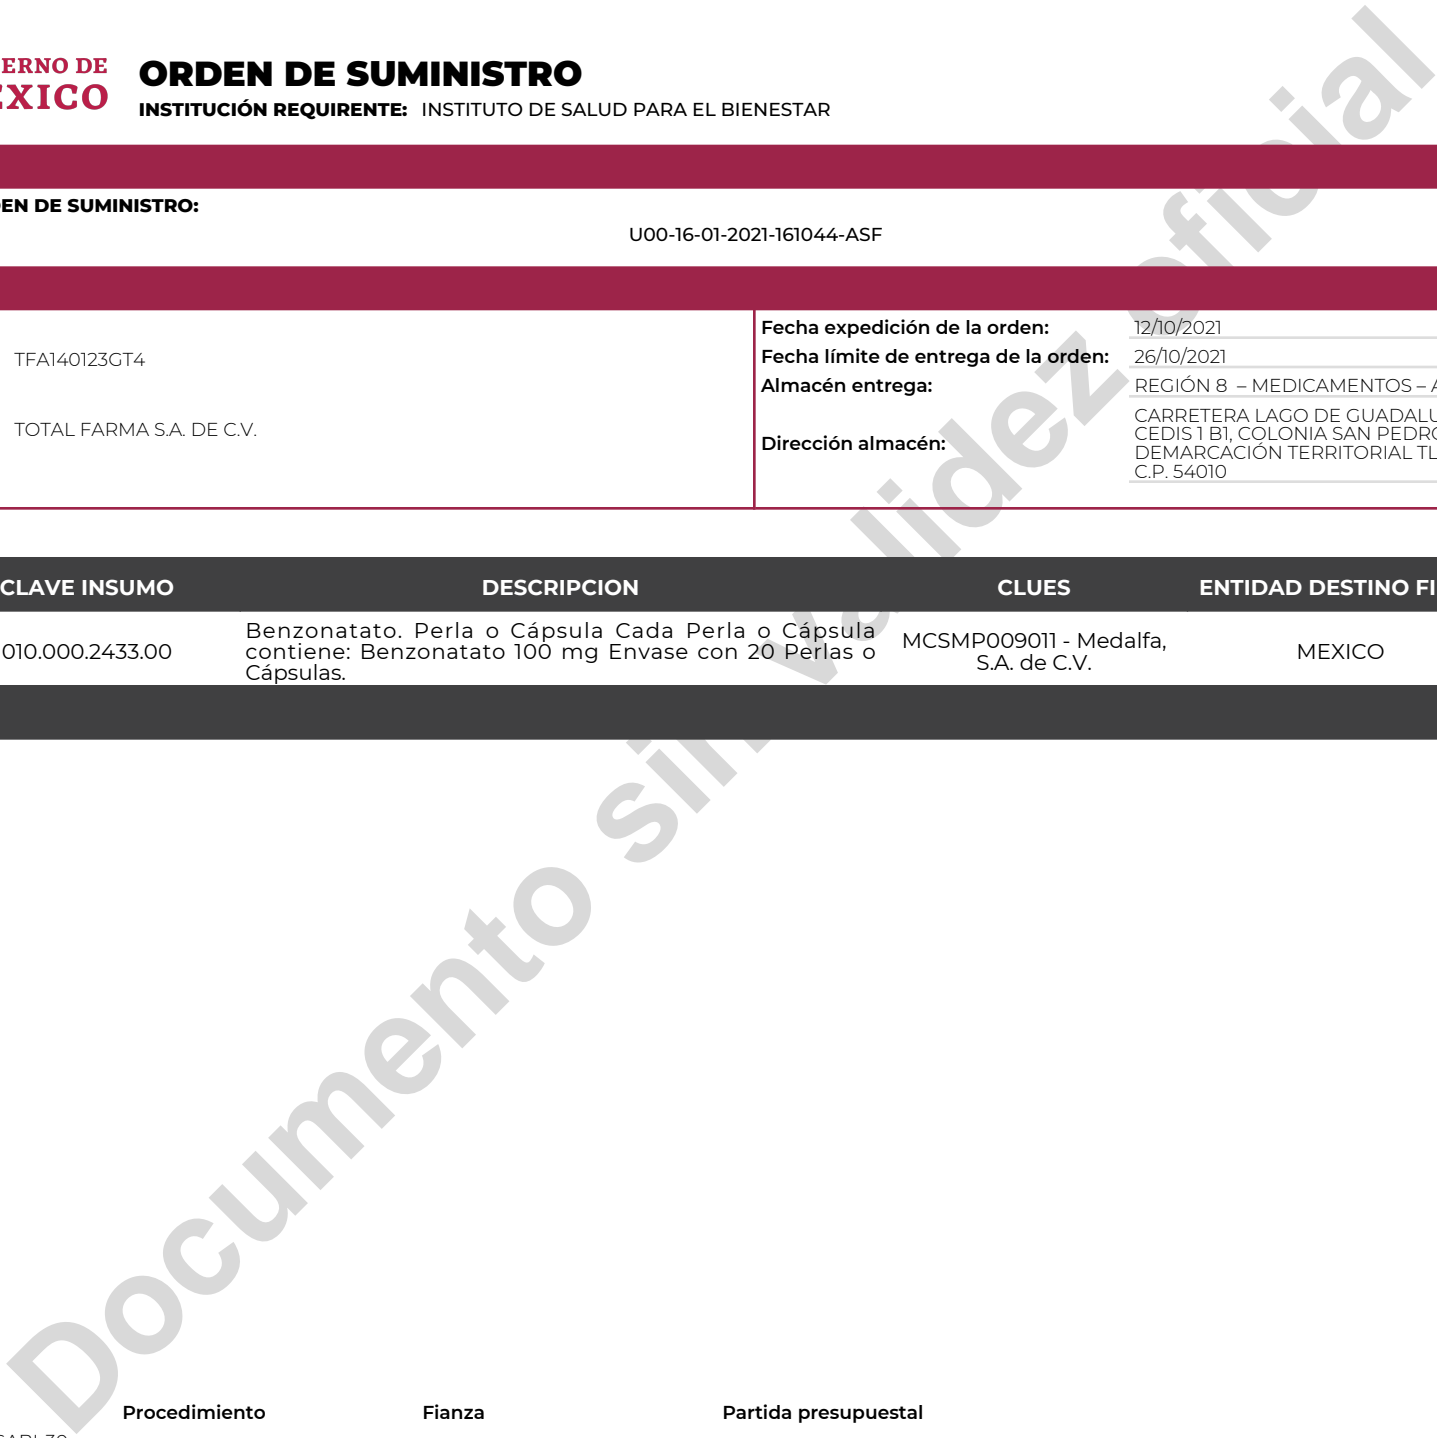 ERNO DE
EXICO
ORDEN DE SUMINISTRO
INSTITUCIÓN REQUIRENTE: INSTITUTO DE SALUD PARA EL BIENESTAR
EN DE SUMINISTRO:
U00-16-01-2021-161044-ASF
TFA140123GT4
TOTAL FARMA S.A. DE C.V.
Fecha expedición de la orden: 12/10/2021
Fecha límite de entrega de la orden: 26/10/2021
Almacén entrega: REGIÓN 8 – MEDICAMENTOS – A
Dirección almacén:
CARRETERA LAGO DE GUADALU
CEDIS 1 B1, COLONIA SAN PEDRO
DEMARCACIÓN TERRITORIAL TL
C.P. 54010
CLAVE INSUMO DESCRIPCION CLUES ENTIDAD DESTINO FI
010.000.2433.00
Benzonatato. Perla o Cápsula Cada Perla o Cápsula
contiene: Benzonatato 100 mg Envase con 20 Perlas o
Cápsulas.
MCSMP009011 - Medalfa,
S.A. de C.V.
MEXICO
Documento sin validez oficial
Procedimiento Fianza Partida presupuestal